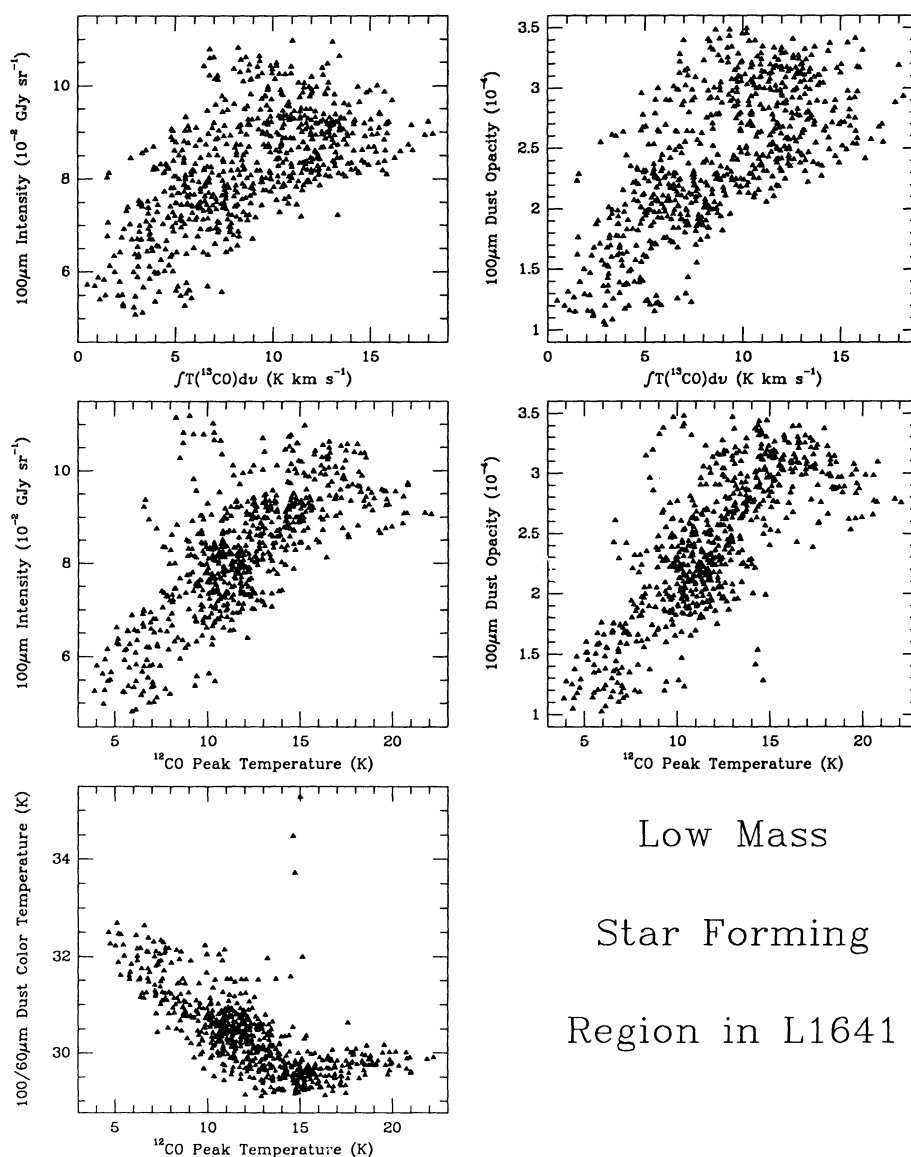 100μm Intensity (10⁻² GJy sr⁻¹)
10
8
6
0 5 10 15
∫T(¹³CO)dυ (K km s⁻¹)
100μm Dust Opacity (10⁻⁴)
3.5
3
2.5
2
1.5
1
0 5 10 15
∫T(¹³CO)dυ (K km s⁻¹)
100μm Intensity (10⁻² GJy sr⁻¹)
10
8
6
5 10 15 20
¹²CO Peak Temperature (K)
100μm Dust Opacity (10⁻⁴)
3.5
3
2.5
2
1.5
1
5 10 15 20
¹²CO Peak Temperature (K)
100/60μm Dust Color Temperature (K)
34
32
30
5 10 15 20
¹²CO Peak Temperature (K)
Low Mass
Star Forming
Region in L1641